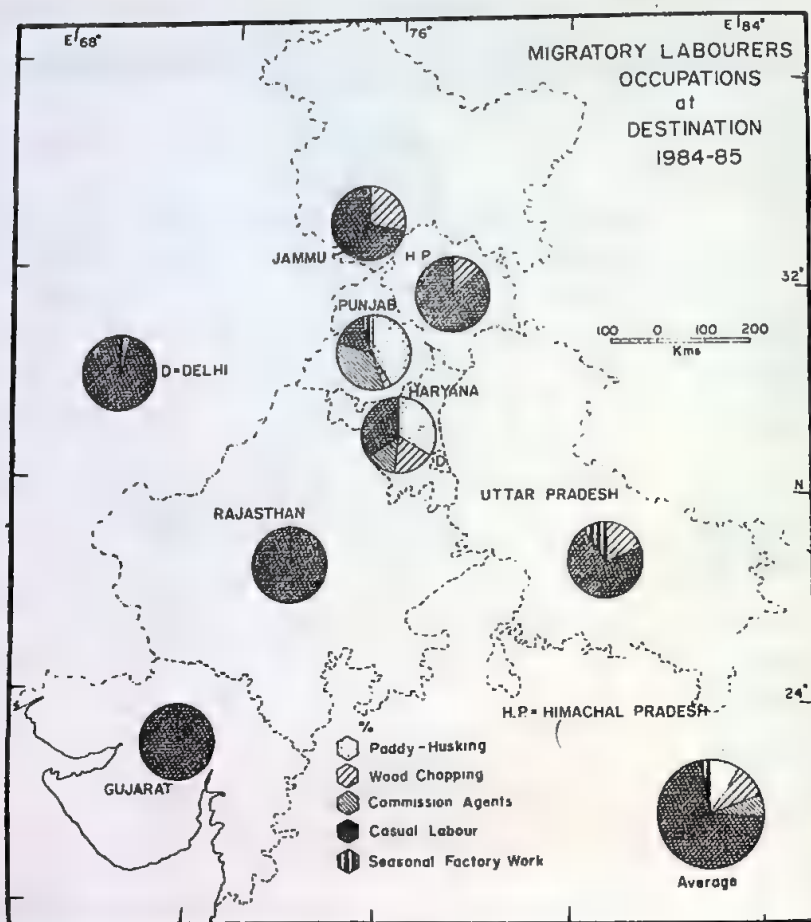 E 68°
76°
E 84°
MIGRATORY LABOURERS
OCCUPATIONS
at
DESTINATION
1984-85
JAMMU
H P
32°
PUNJAB
100 0 100 200
Kms
D=DELHI
HARYANA
D
N
UTTAR PRADESH
RAJASTHAN
24°
H.P.= HIMACHAL PRADESH
%
Paddy-Husking
Wood Chopping
Commission Agents
Casual Labour
Seasonal Factory Work
GUJARAT
Average